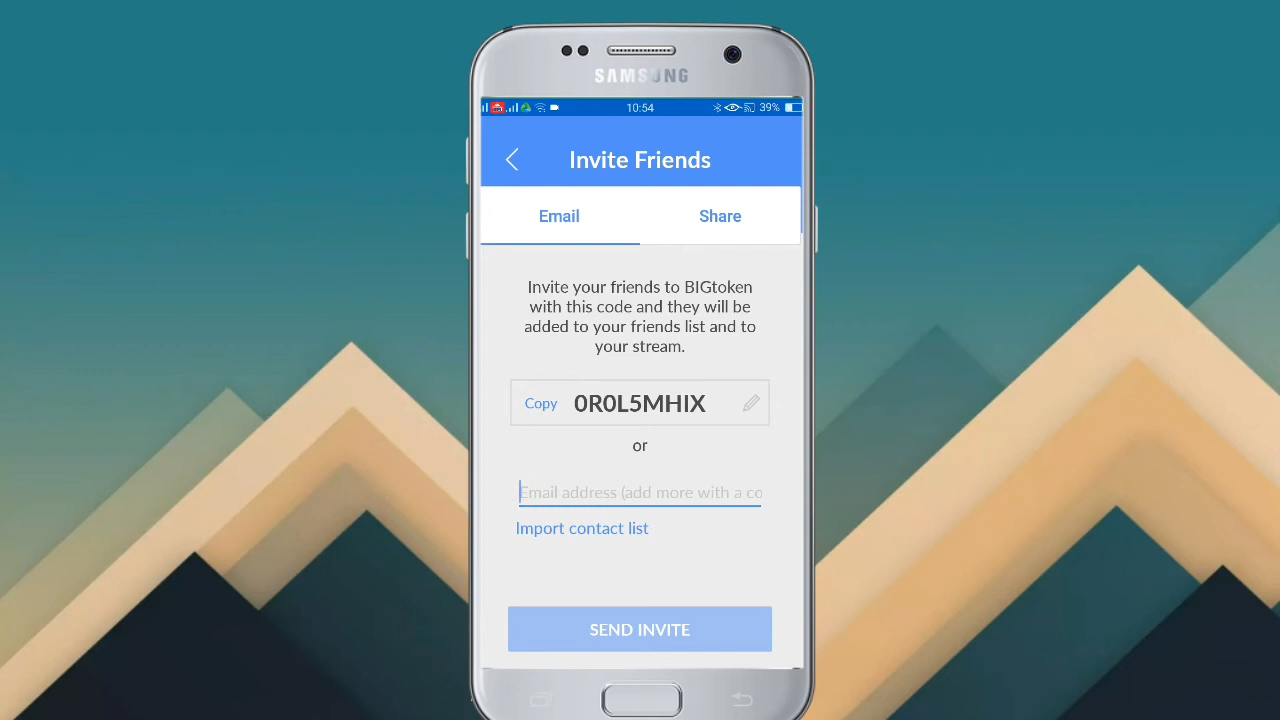 SAMSUNG
10:54
39%
Invite Friends
Email
Share
Invite your friends to BIGtoken
with this code and they will be
added to your friends list and to
your stream.
Copy 0R0L5MHIX
or
Email address (add more with a co
Import contact list
SEND INVITE